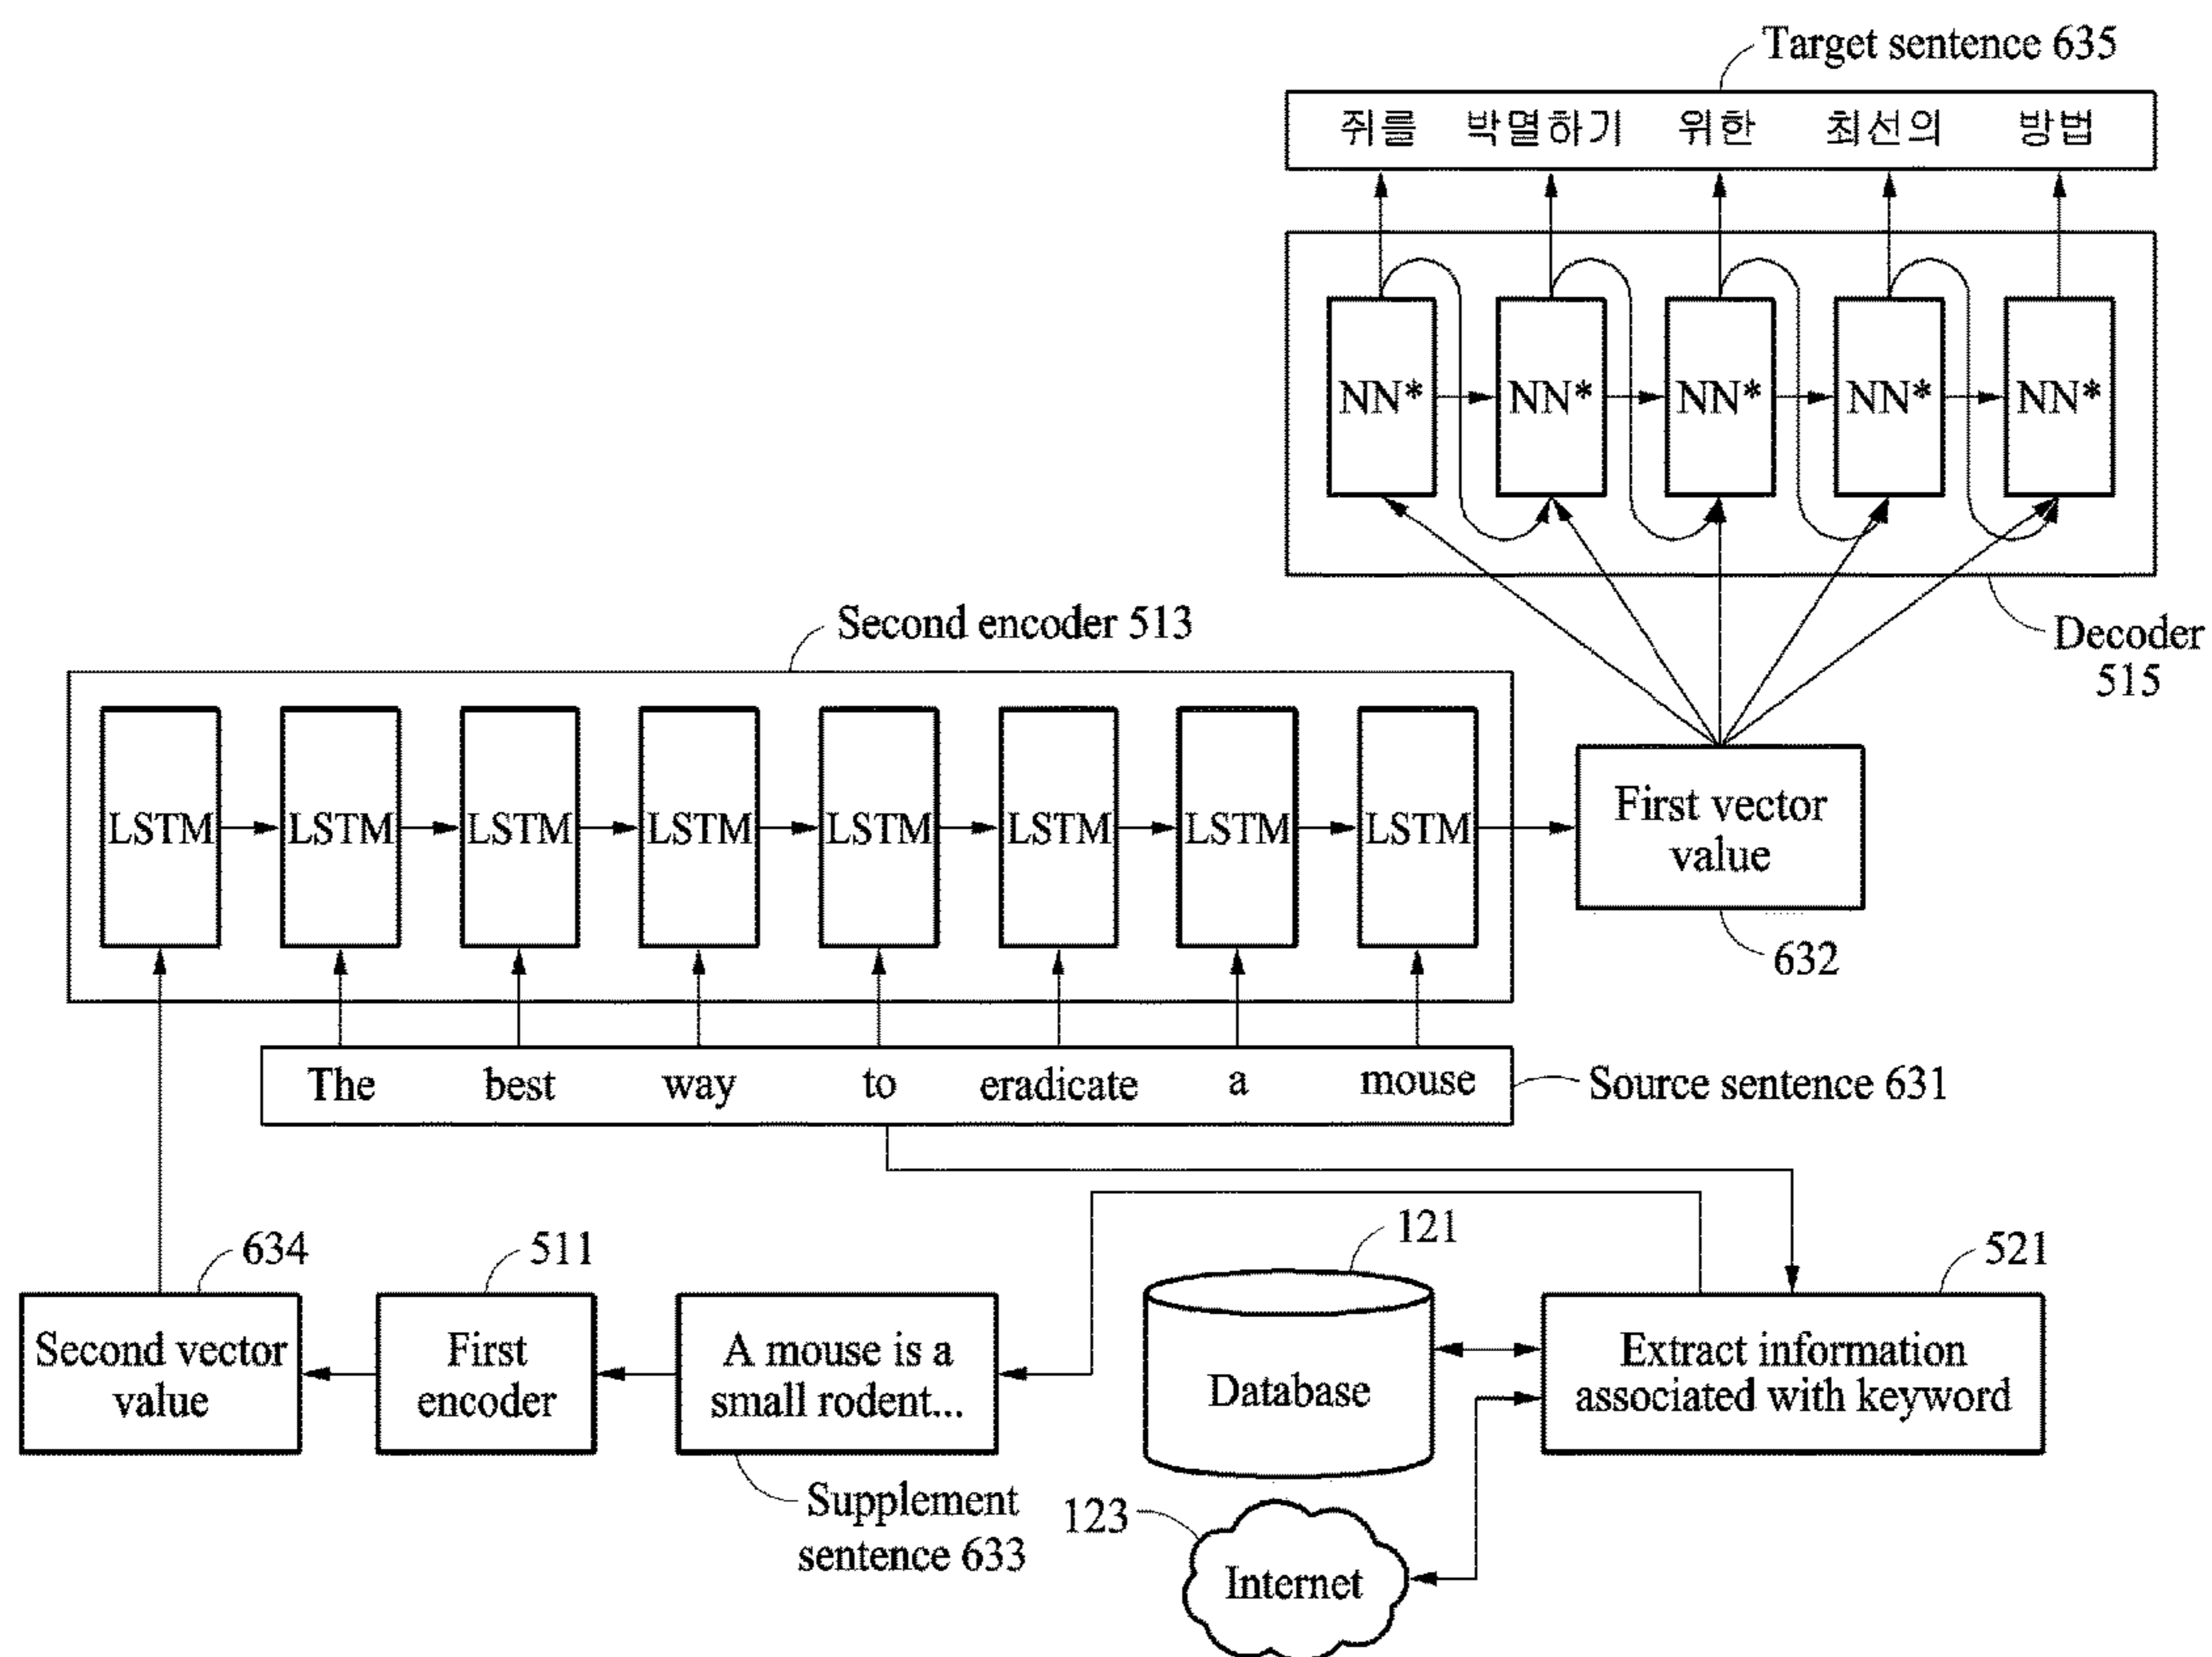 Target sentence 635
쥐를 박멸하기 위한 최선의 방법
NN* NN* NN* NN* NN*
Decoder
515
Second encoder 513
LSTM LSTM LSTM LSTM LSTM LSTM LSTM LSTM
First vector
value
632
The best way to eradicate a mouse
Source sentence 631
634
Second vector
value
511
First
encoder
A mouse is a
small rodent...
Supplement
sentence 633
121
Database
123
Internet
521
Extract information
associated with keyword